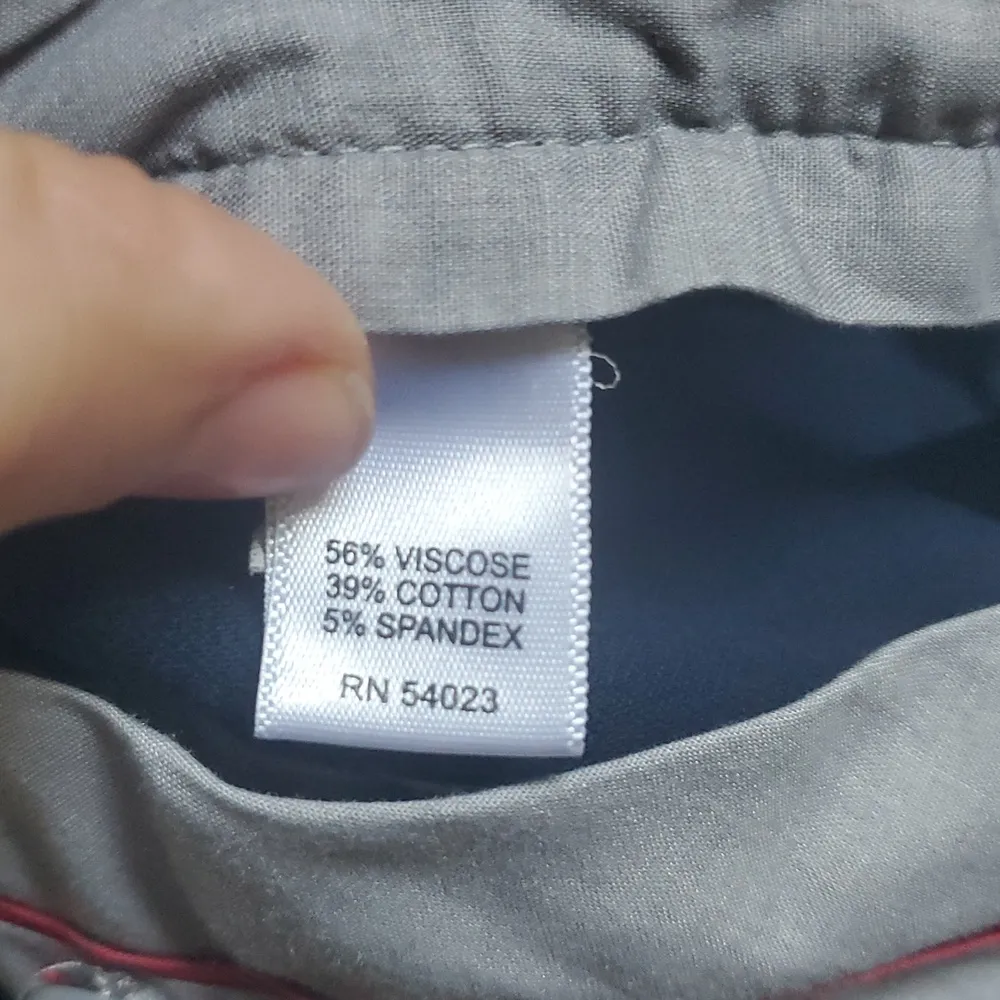 56% VISCOSE
39% COTTON
5% SPANDEX
RN 54023